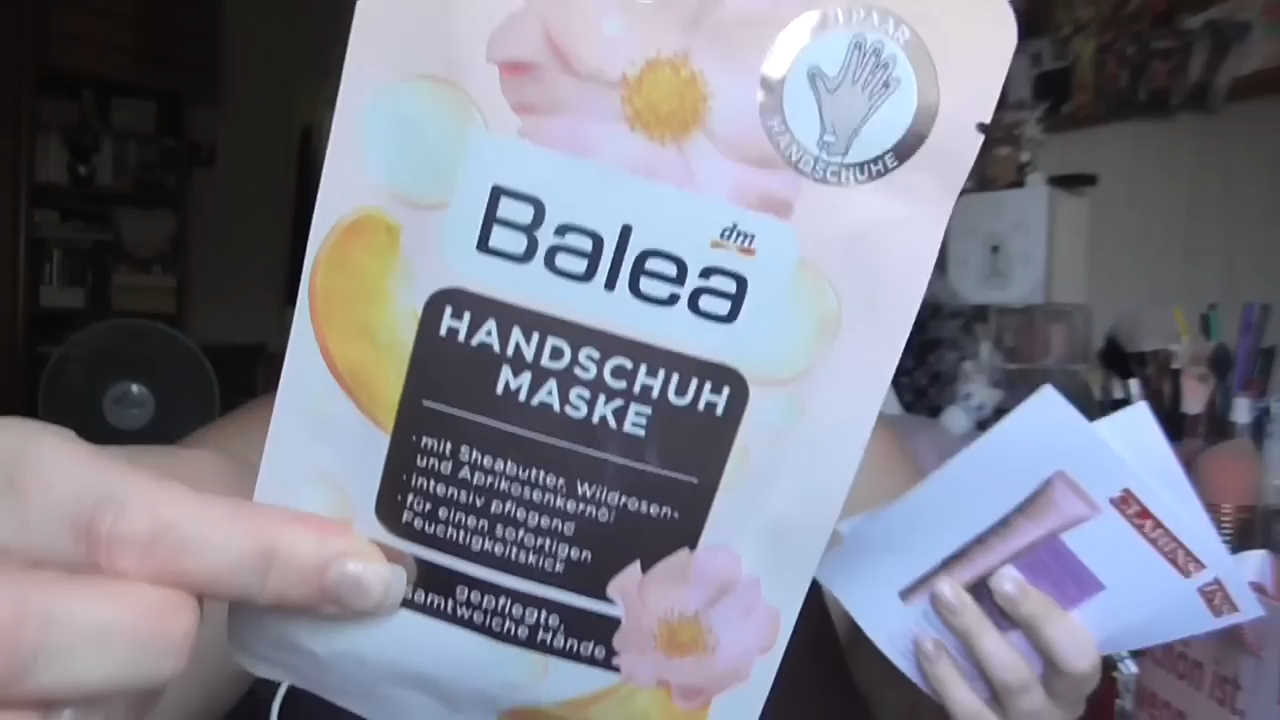 1 PAAR
HANDSCHUHE
Balea
dm
HANDSCHUH
MASKE
· mit Sheabutter, Wildrosen-
und Aprikosenkernöl
· intensiv pflegend
· für einen sofortigen
Feuchtigkeitskick
gepflegte,
samtweiche Hände
CLARINS
ist.